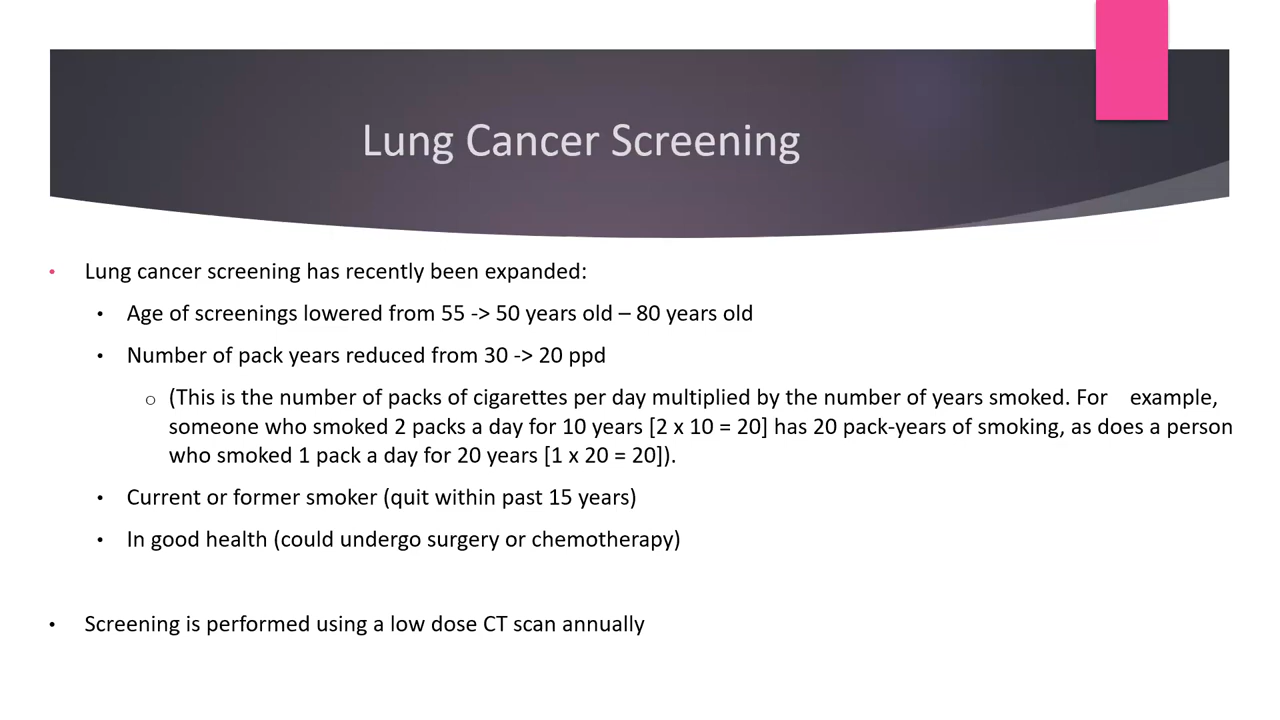 Lung Cancer Screening
• Lung cancer screening has recently been expanded:
• Age of screenings lowered from 55 -> 50 years old – 80 years old
• Number of pack years reduced from 30 -> 20 ppd
o (This is the number of packs of cigarettes per day multiplied by the number of years smoked. For example,
someone who smoked 2 packs a day for 10 years [2 x 10 = 20] has 20 pack-years of smoking, as does a person
who smoked 1 pack a day for 20 years [1 x 20 = 20]).
• Current or former smoker (quit within past 15 years)
• In good health (could undergo surgery or chemotherapy)
• Screening is performed using a low dose CT scan annually